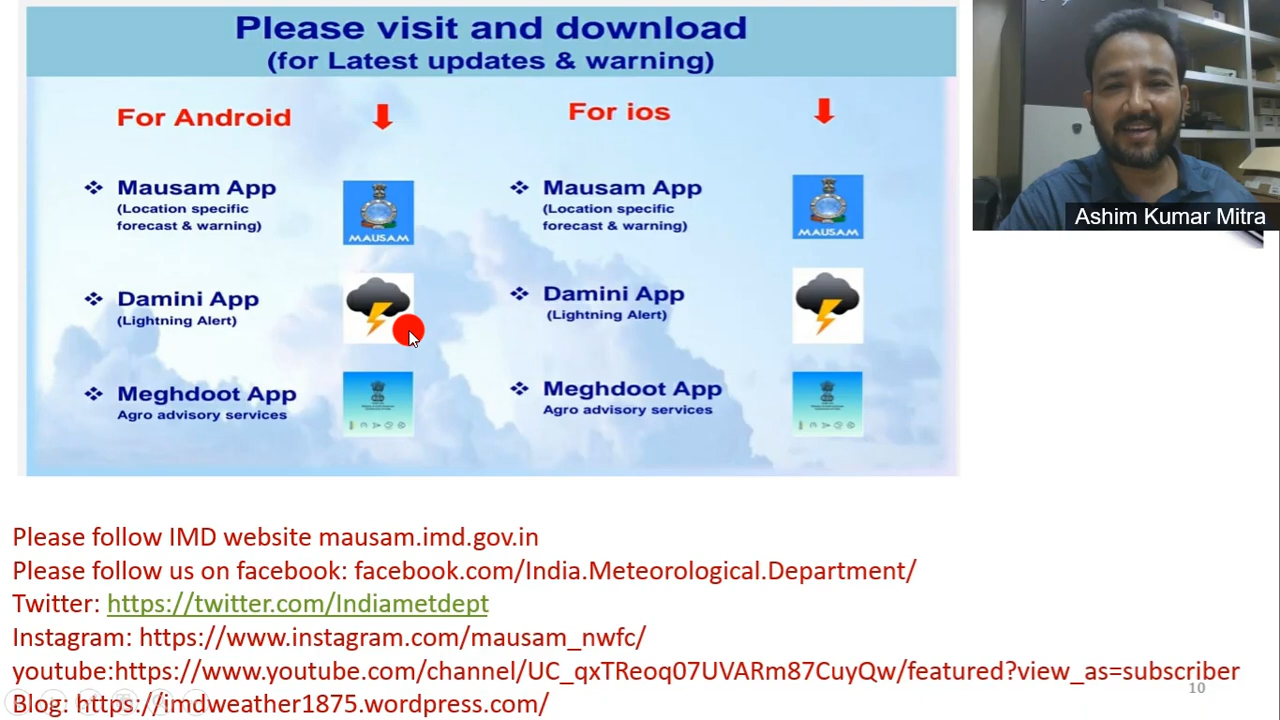 Please visit and download
(for Latest updates & warning)
For Android
For ios
Mausam App
(Location specific
forecast & warning)
MAUSAM
Mausam App
(Location specific
forecast & warning)
MAUSAM
Damini App
(Lightning Alert)
Damini App
(Lightning Alert)
Meghdoot App
Agro advisory services
Meghdoot App
Agro advisory services
Ashim Kumar Mitra
Please follow IMD website mausam.imd.gov.in
Please follow us on facebook: facebook.com/India.Meteorological.Department/
Twitter: https://twitter.com/Indiametdept
Instagram: https://www.instagram.com/mausam_nwfc/
youtube:https://www.youtube.com/channel/UC_qxTReoq07UVARm87CuyQw/featured?view_as=subscriber
10
Blog: https://imdweather1875.wordpress.com/